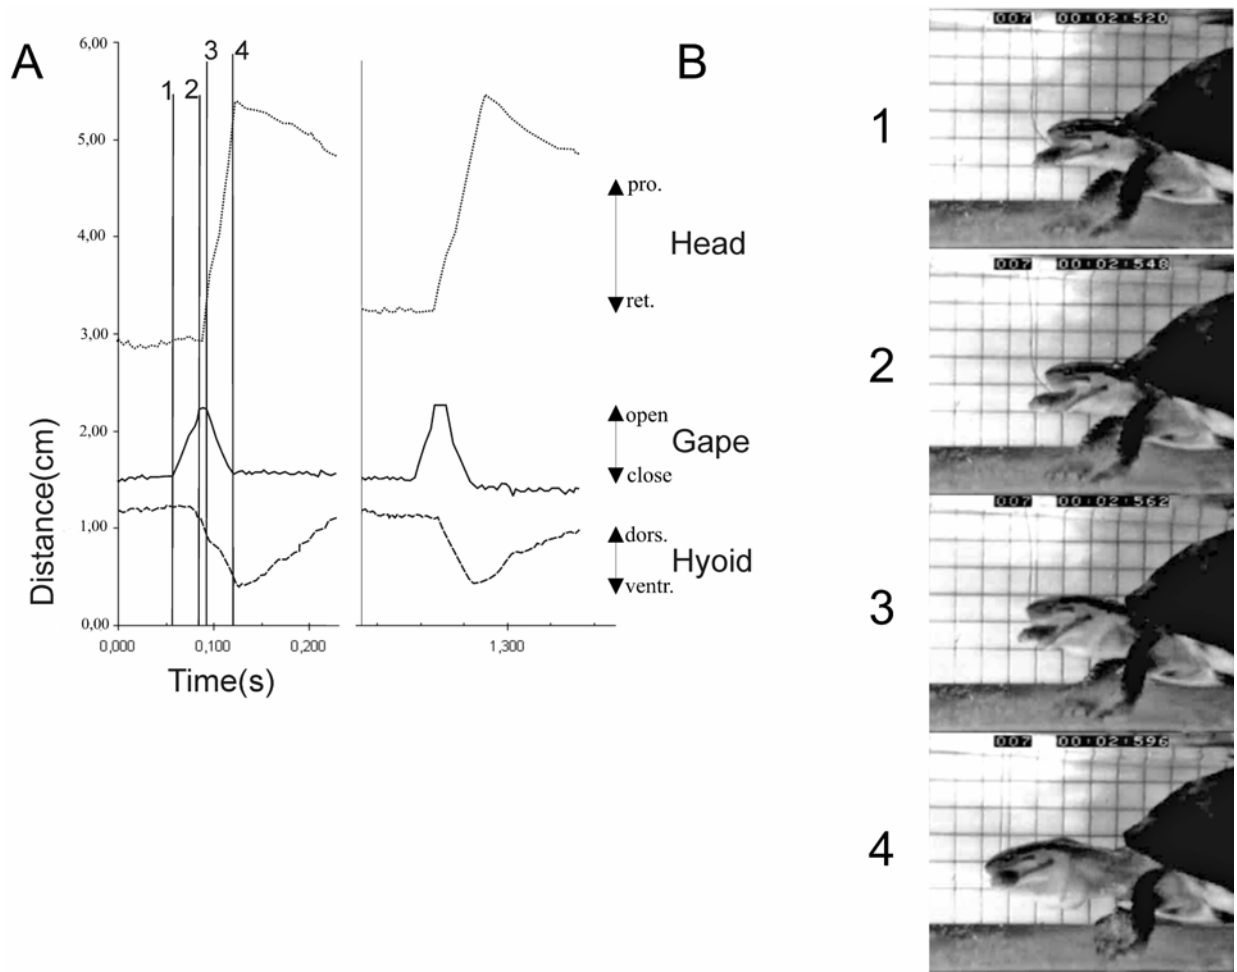 A
6,00
5,00
4,00
3,00
2,00
1,00
0,00
Distance(cm)
1
2
3
4
0,000
0,100
0,200
1,300
Time(s)
pro.
ret.
Head
open
close
Gape
dors.
ventr.
Hyoid
B
1
007 00:02:520
2
007 00:02:548
3
007 00:02:562
4
007 00:02:596